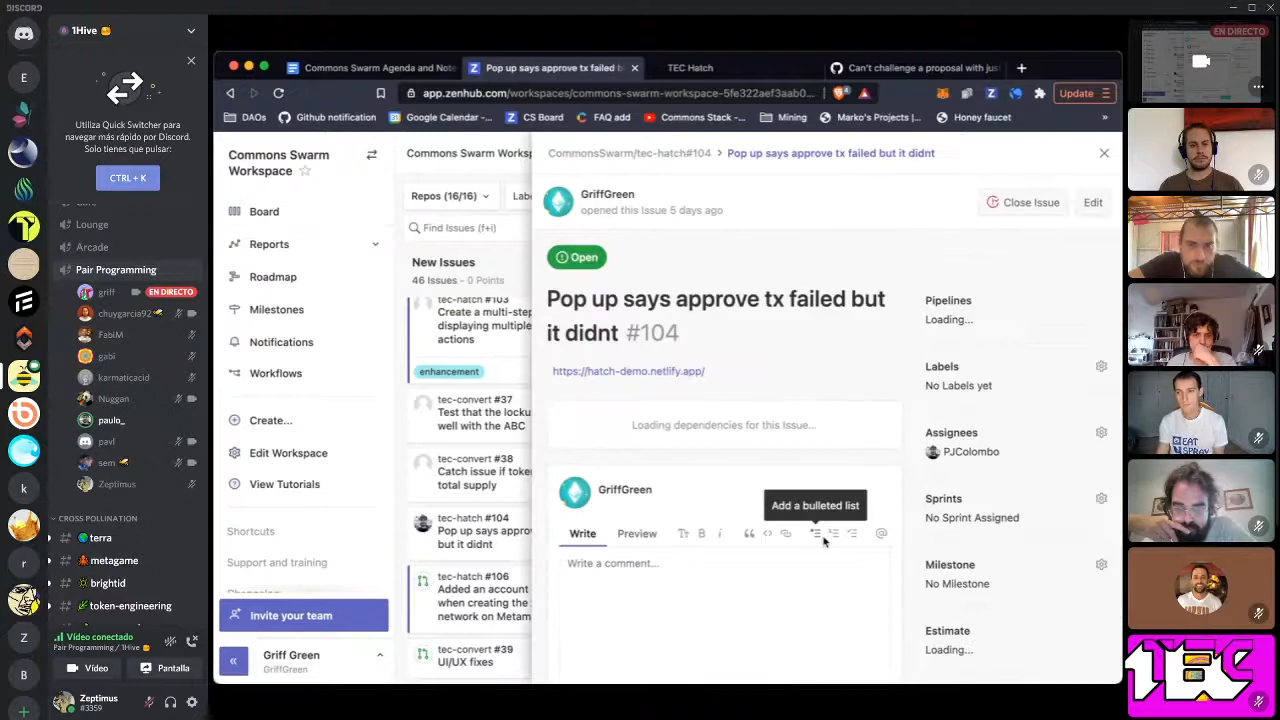 DISCORD
1Hive
Utiliza Quick Switcher para
navegar más rápido por Discord.
Solo tienes que pulsar:
CTRL + K
Lounge
Arcade
Pair Programming
griff
EN DIRECTO
chuygarcia92
FabiM
gabi
karmaticacid
Nuggan
paulo_
pavl
sem
Zeptimus
CROSS POLLINATION
terra
metagame
brightid
token-engineering
Vídeo conectado
Pair Programming / 1Hive
Vídeo
Pantalla
Zeptimus
#3359
E
k
r
Z
B
Commons Swarm Agenda and Note
Pop up says approve tx failed b
TEC Hatch
Can't challenge a proposal with jus
app.zenhub.com/workspaces/commons-swarm-workspace-5fe322aef3aab0...
Update
DAOs
Github notification
Google Calendar -...
CS Board
FAQ add
Commons Stack -...
Mining
Marko's Projects |...
Honey faucet
Commons Swarm
Workspace
Board
Reports
Roadmap
Milestones
Notifications
Workflows
Create...
Edit Workspace
View Tutorials
Shortcuts
Support and training
Invite your team
Griff Green
GriffGreen
Commons Swarm Worksp
Repos (16/16)
Labe
Find Issues (f+i)
New Issues
46 Issues - 0 Points
tec-hatch #103
Create a multi-step
displaying multiple
actions
enhancement
tec-convert #37
Test that the locku
well with the ABC
tec-convert #38
Catch issue if token
total supply
tec-hatch #104
Pop up says approv
but it didnt
tec-hatch #106
Added an account
when creating the
network on Metam
tec-convert #39
UI/UX fixes
CommonsSwarm/tec-hatch#104 > Pop up says approve tx failed but it didnt
GriffGreen
opened this Issue 5 days ago
Close Issue
Edit
Open
Pop up says approve tx failed but
it didnt #104
https://hatch-demo.netlify.app/
Loading dependencies for this Issue...
GriffGreen
Add a bulleted list
Write
Preview
Write a comment...
Pipelines
Loading...
Labels
No Labels yet
Assignees
PJColombo
Sprints
No Sprint Assigned
Milestone
No Milestone
Estimate
Loading...
EN DIRECTO
EAT
SPRAY
TEC